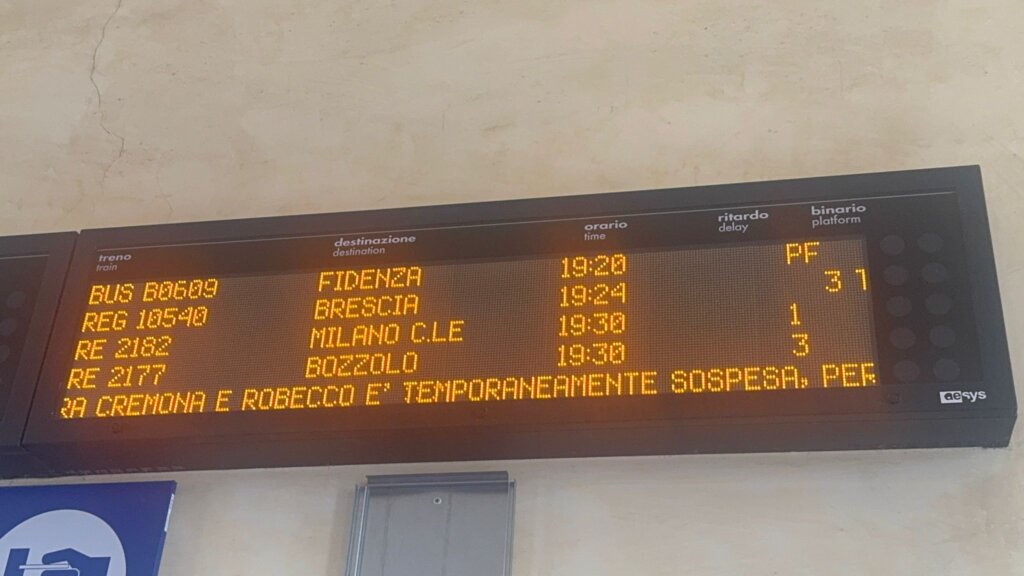 treno destinazione orario ritardo binario
train destination time delay platform
BUS B0609 FIDENZA 19:20 PF
REG 10540 BRESCIA 19:24 3 T
RE 2182 MILANO C.LE 19:30 1
RE 2177 BOZZOLO 19:30 3
RA CREMONA E ROBECCO E' TEMPORANEAMENTE SOSPESA, PER
aesys